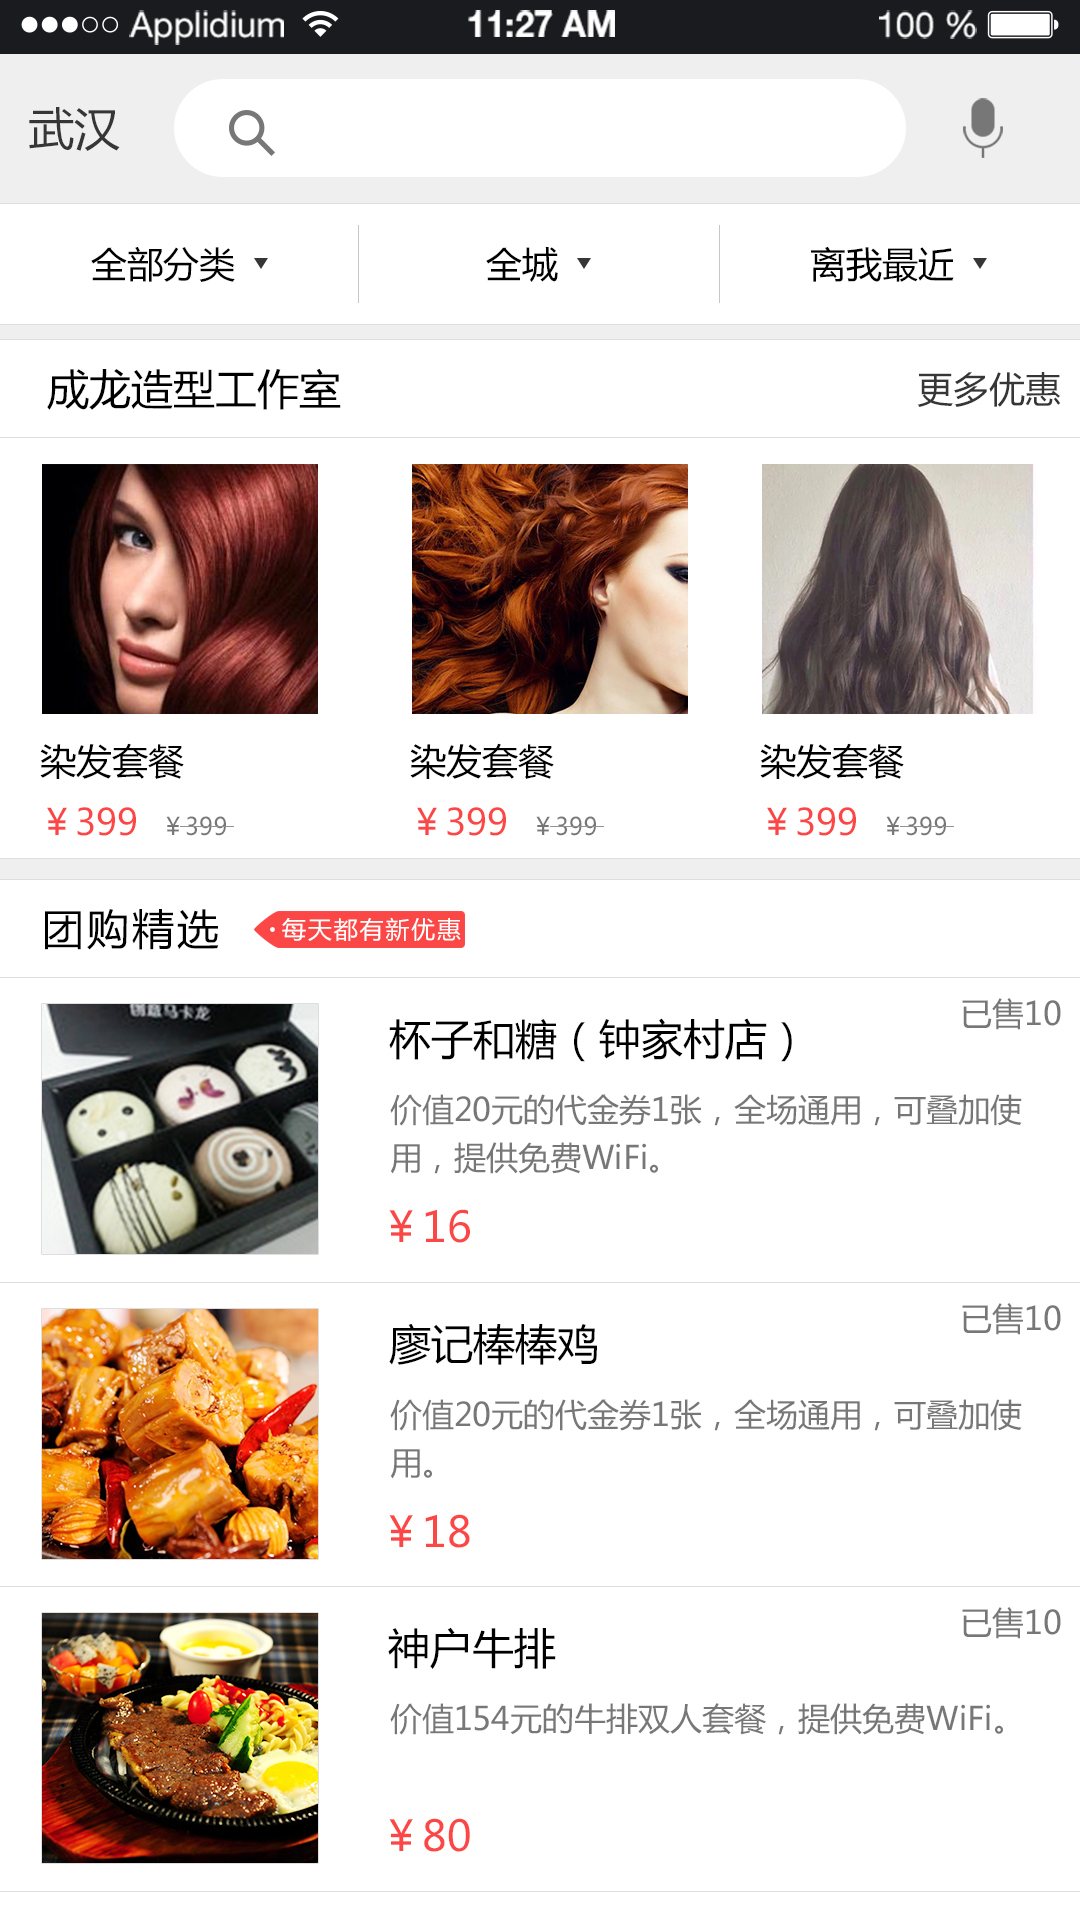 Applidium 11:27 AM 100 %
武汉
全部分类 全城 离我最近
成龙造型工作室 更多优惠
染发套餐 染发套餐 染发套餐
¥ 399 ¥ 399 ¥ 399 ¥ 399 ¥ 399 ¥ 399
团购精选 ·每天都有新优惠
创意马卡龙
已售10
杯子和糖（钟家村店）
价值20元的代金券1张，全场通用，可叠加使
用，提供免费WiFi。
¥ 16
已售10
廖记棒棒鸡
价值20元的代金券1张，全场通用，可叠加使
用。
¥ 18
已售10
神户牛排
价值154元的牛排双人套餐，提供免费WiFi。
¥ 80